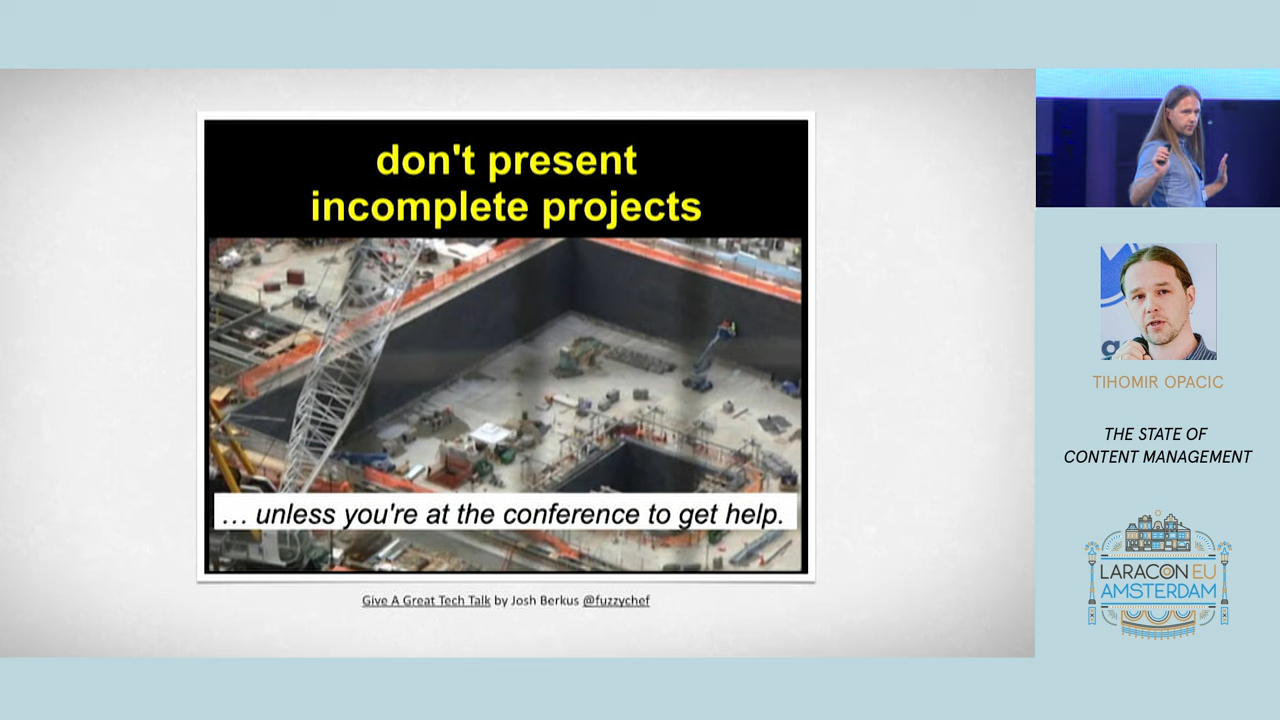 don't present
incomplete projects
… unless you're at the conference to get help.
Give A Great Tech Talk by Josh Berkus @fuzzychef
TIHOMIR OPACIC
THE STATE OF
CONTENT MANAGEMENT
LARACON EU
AMSTERDAM